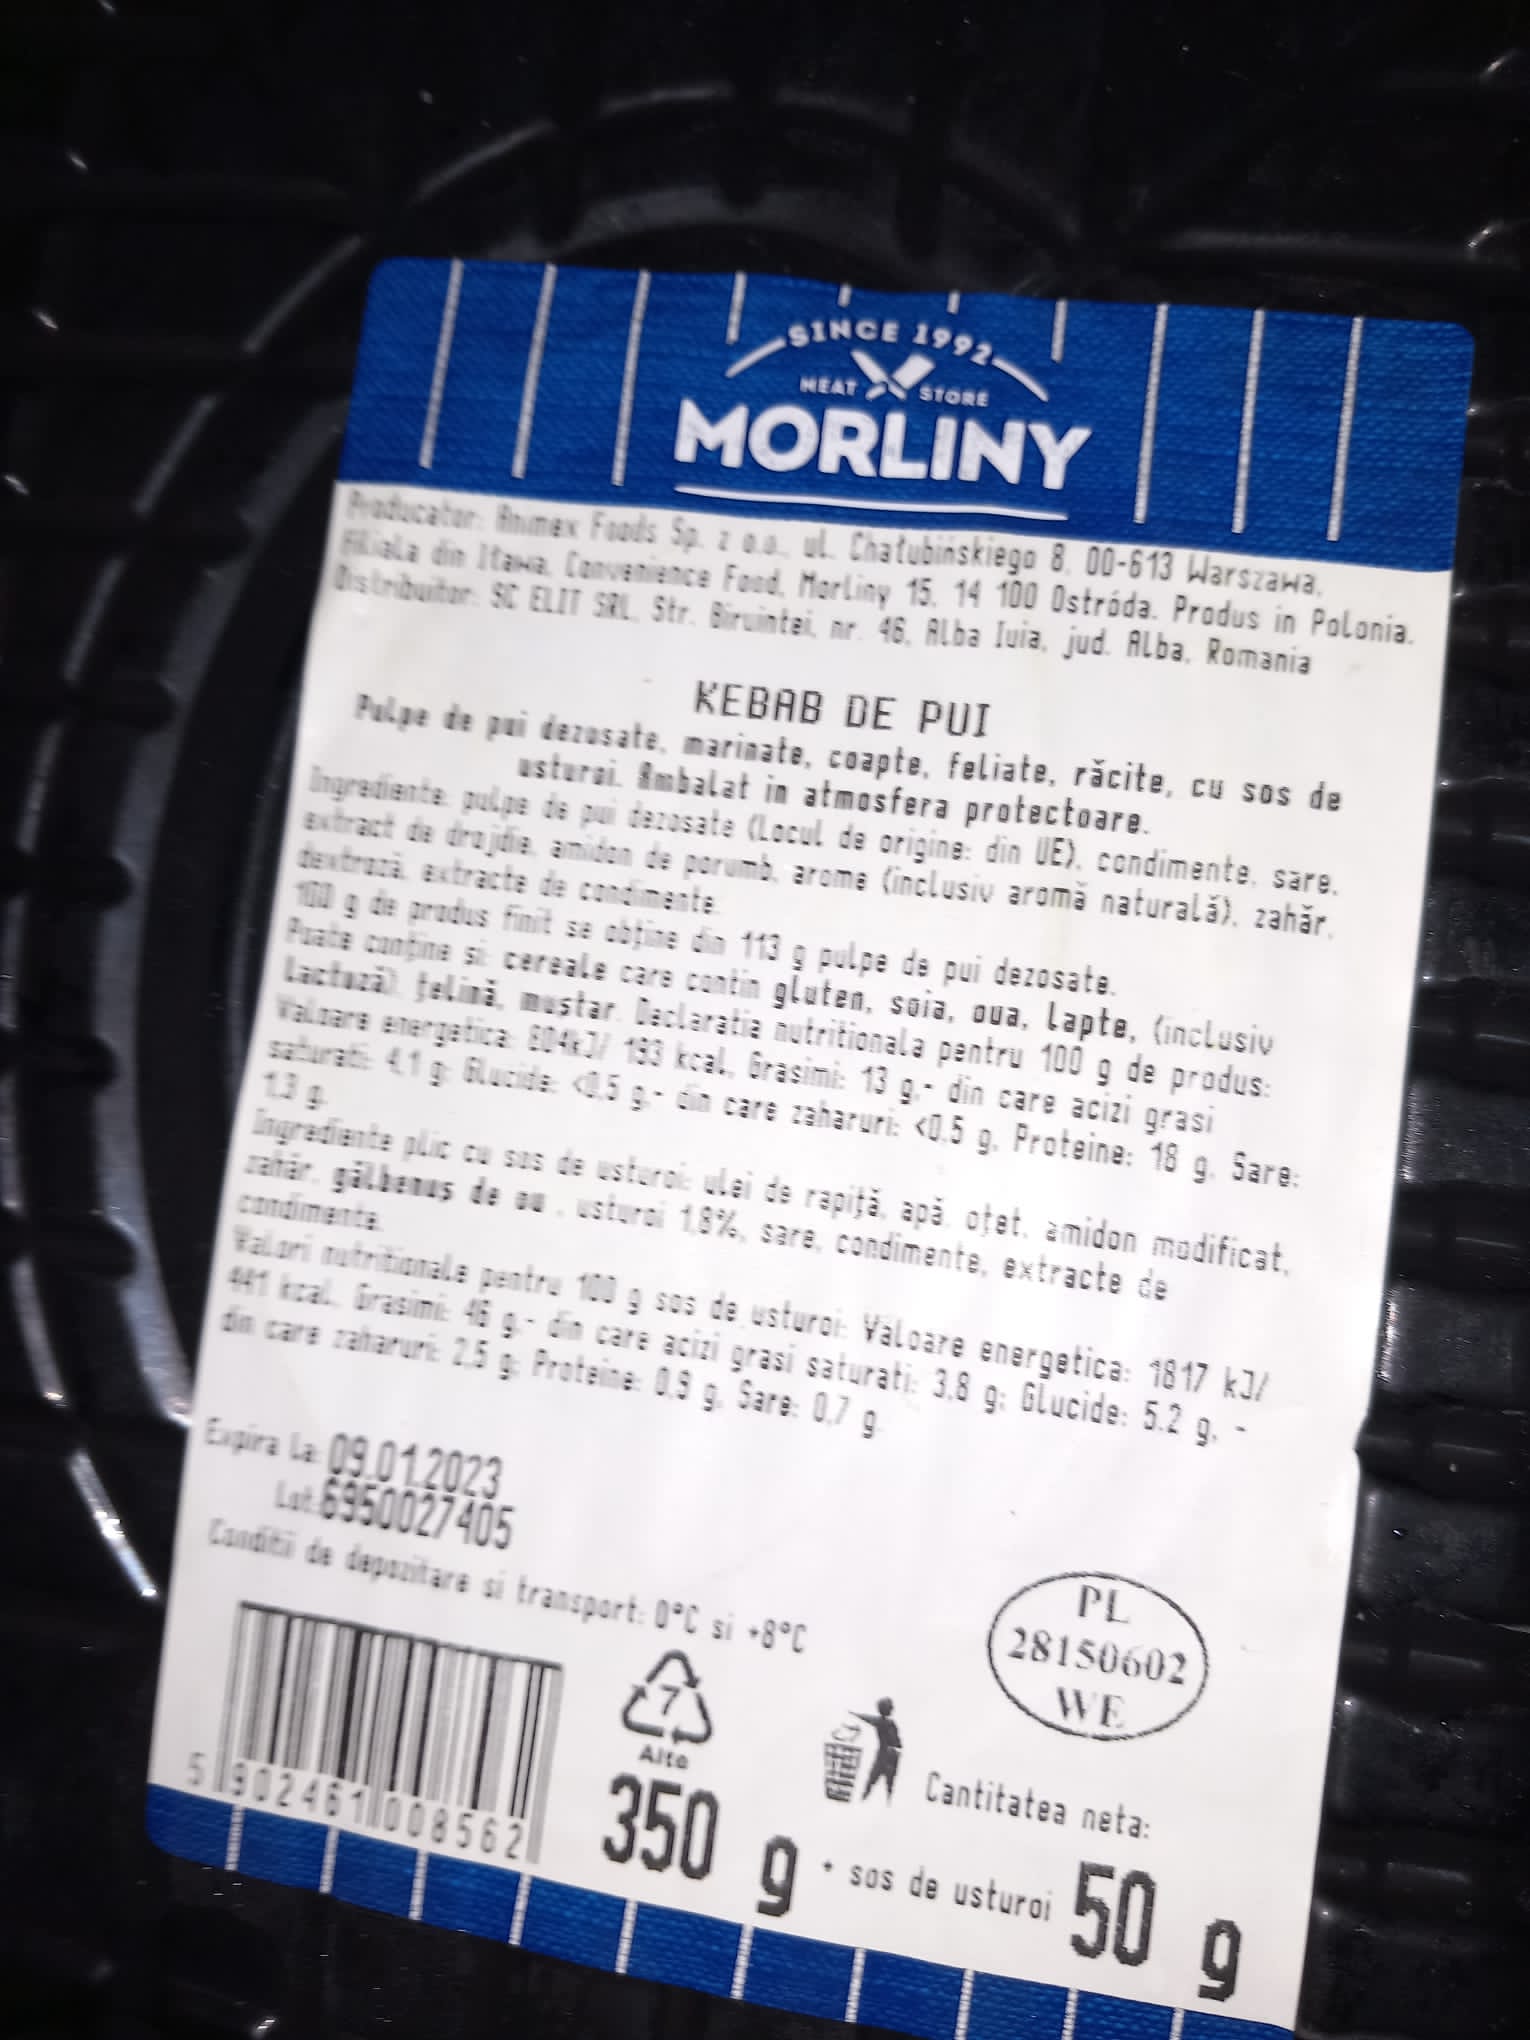 SINCE 1992
MEAT STORE
MORLINY
Producator: Animex Foods Sp. z o.o. ul. Chałubińskiego 8, 00-613 Warszawa,
Filiala din Iława, Convenience Food, Morliny 15, 14 100 Ostróda. Produs in Polonia.
Distribuitor: SC ELIT SRL, Str. Biruintei, nr. 46, Alba Iuia, jud. Alba, Romania
KEBAB DE PUI
Pulpe de pui dezosate, marinate, coapte, feliate, răcite, cu sos de
usturoi. Ambalat in atmosfera protectoare.
Ingrediente: pulpe de pui dezosate (Locul de origine: din UE), condimente, sare,
extract de drojdie, amidon de porumb, arome (inclusiv aromă naturală), zahăr,
dextroză, extracte de condimente.
100 g de produs finit se obține din 113 g pulpe de pui dezosate.
Poate conține si: cereale care contin gluten, soia, oua, lapte, (inclusiv
lactoză) țelină, muștar. Declaratia nutritionala pentru 100 g de produs:
Valoare energetica: 804kJ/ 193 kcal, Grasimi: 13 g,- din care acizi grasi
saturati: 4,1 g; Glucide: <0,5 g,- din care zaharuri: <0.5 g, Proteine: 18 g, Sare:
1,3 g.
Ingrediente plic cu sos de usturoi: ulei de rapiță, apă, oțet, amidon modificat,
zahăr, gălbenuș de ou, usturoi 1,8%, sare, condimente, extracte de
condimente.
Valori nutritionale pentru 100 g sos de usturoi: Valoare energetica: 1817 kJ/
441 kcal, Grasimi: 46 g,- din care acizi grasi saturati: 3,8 g; Glucide: 5.2 g, -
din care zaharuri: 2,5 g; Proteine: 0,9 g, Sare: 0,7 g
Expira la: 09.01.2023
Lot:6950027405
Conditii de depozitare si transport: 0°C si +8°C
PL
28150602
WE
7
Alte
5 902461 008562
Cantitatea neta:
350 g + sos de usturoi 50 g